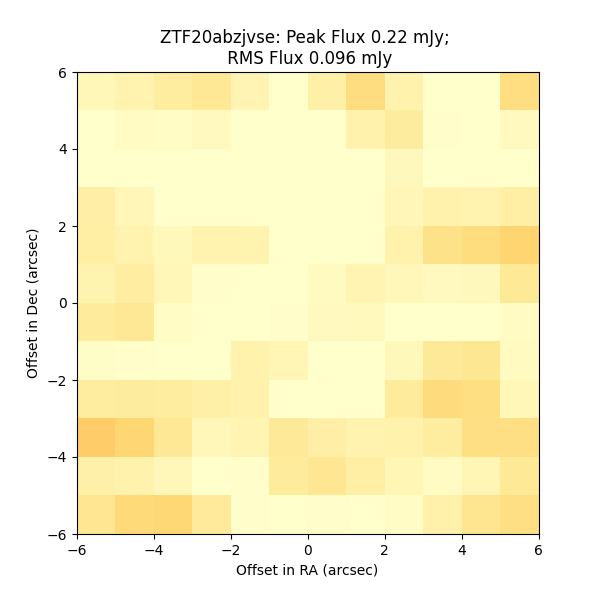 ZTF20abzjvse: Peak Flux 0.22 mJy;
RMS Flux 0.096 mJy
6
4
2
0
−2
−4
−6
Offset in Dec (arcsec)
−6 −4 −2 0 2 4 6
Offset in RA (arcsec)